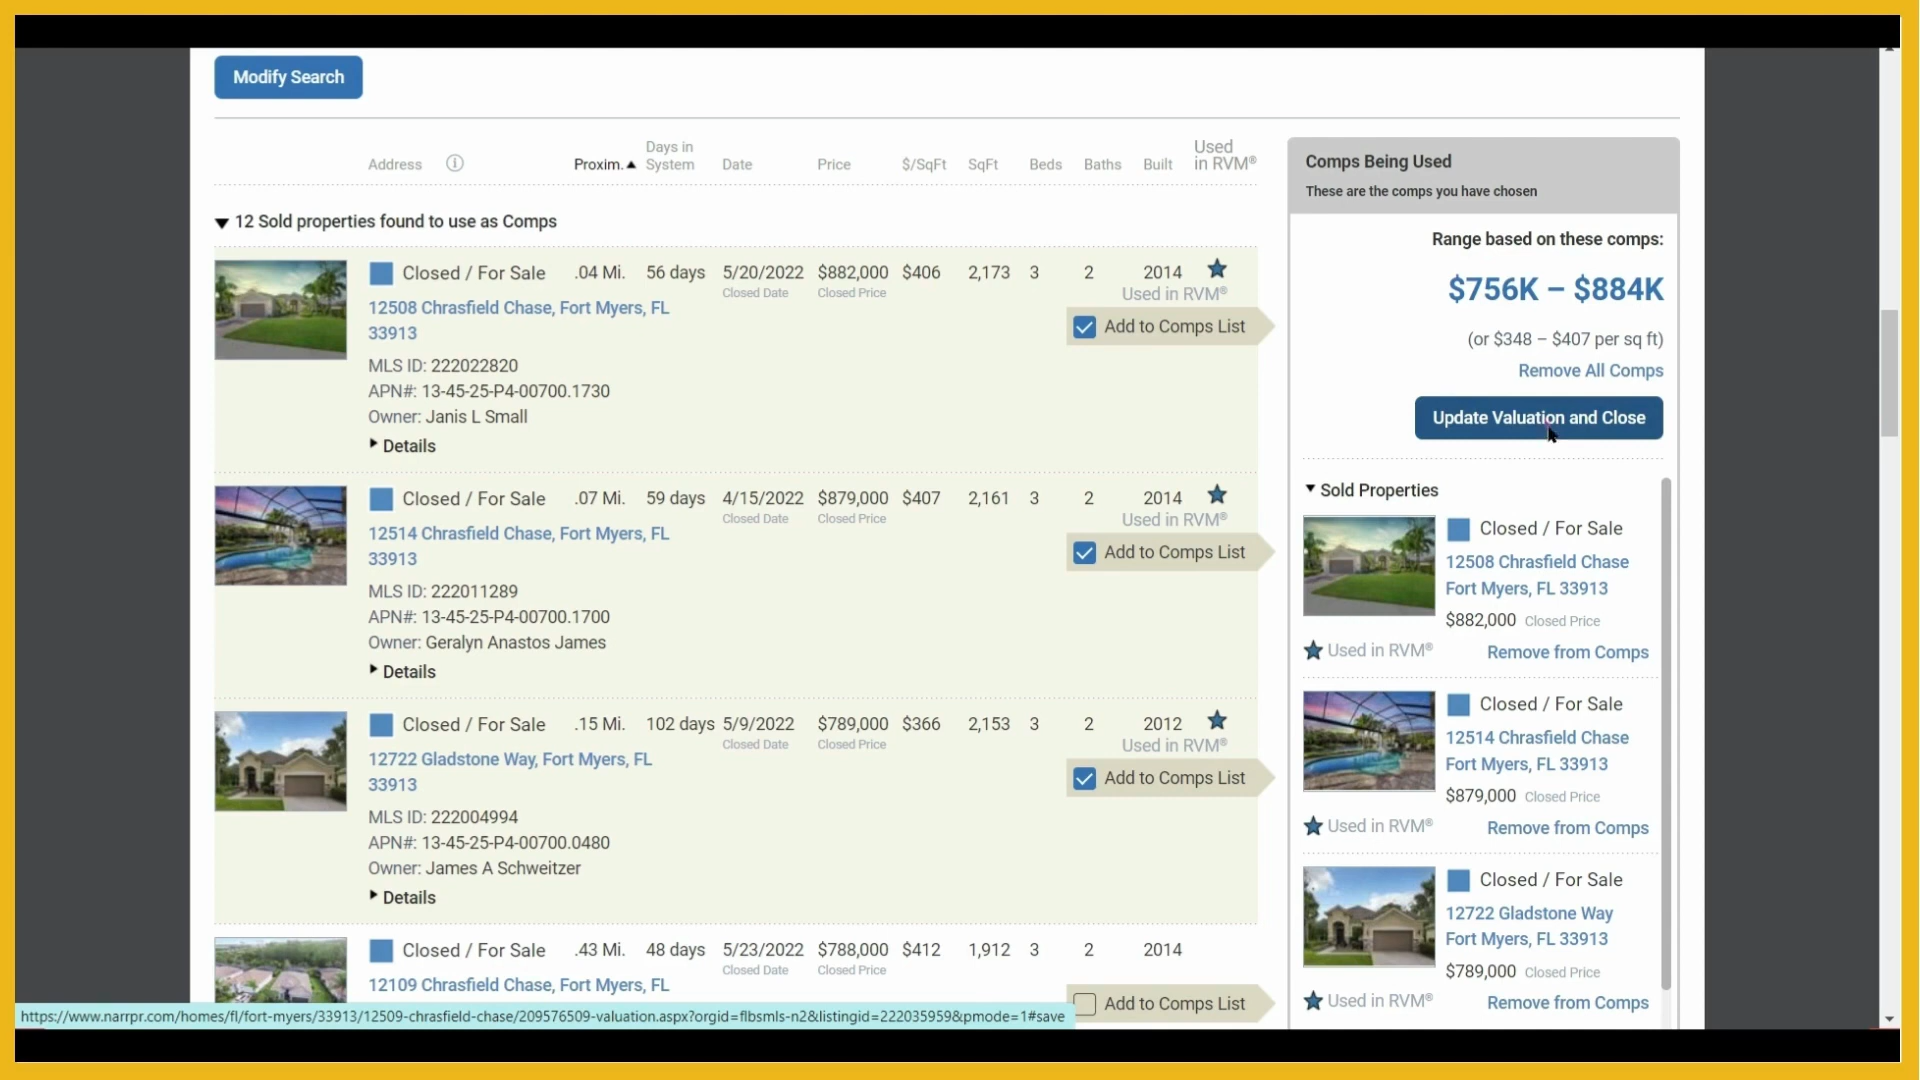 Modify Search
Address
Proxim.
Days in
System
Date
Price
$/SqFt
SqFt
Beds
Baths
Built
Used
in RVM®
12 Sold properties found to use as Comps
Closed / For Sale .04 Mi. 56 days 5/20/2022 $882,000 $406 2,173 3 2 2014
Closed Date Closed Price Used in RVM®
12508 Chrasfield Chase, Fort Myers, FL
33913
Add to Comps List
MLS ID: 222022820
APN#: 13-45-25-P4-00700.1730
Owner: Janis L Small
Details
Closed / For Sale .07 Mi. 59 days 4/15/2022 $879,000 $407 2,161 3 2 2014
Closed Date Closed Price Used in RVM®
12514 Chrasfield Chase, Fort Myers, FL
33913
Add to Comps List
MLS ID: 222011289
APN#: 13-45-25-P4-00700.1700
Owner: Geralyn Anastos James
Details
Closed / For Sale .15 Mi. 102 days 5/9/2022 $789,000 $366 2,153 3 2 2012
Closed Date Closed Price Used in RVM®
12722 Gladstone Way, Fort Myers, FL
33913
Add to Comps List
MLS ID: 222004994
APN#: 13-45-25-P4-00700.0480
Owner: James A Schweitzer
Details
Closed / For Sale .43 Mi. 48 days 5/23/2022 $788,000 $412 1,912 3 2 2014
Closed Date Closed Price
12109 Chrasfield Chase, Fort Myers, FL
Add to Comps List
https://www.narrpr.com/homes/fl/fort-myers/33913/12509-chrasfield-chase/209576509-valuation.aspx?orgid=flbsmls-n2&listingid=222035959&pmode=1#save
Comps Being Used
These are the comps you have chosen
Range based on these comps:
$756K – $884K
(or $348 – $407 per sq ft)
Remove All Comps
Update Valuation and Close
Sold Properties
Closed / For Sale
12508 Chrasfield Chase
Fort Myers, FL 33913
$882,000 Closed Price
Used in RVM® Remove from Comps
Closed / For Sale
12514 Chrasfield Chase
Fort Myers, FL 33913
$879,000 Closed Price
Used in RVM® Remove from Comps
Closed / For Sale
12722 Gladstone Way
Fort Myers, FL 33913
$789,000 Closed Price
Used in RVM® Remove from Comps